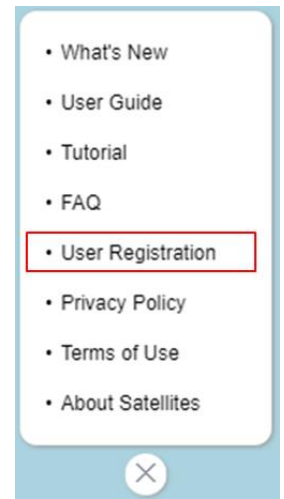 • What's New
• User Guide
• Tutorial
• FAQ
• User Registration
• Privacy Policy
• Terms of Use
• About Satellites